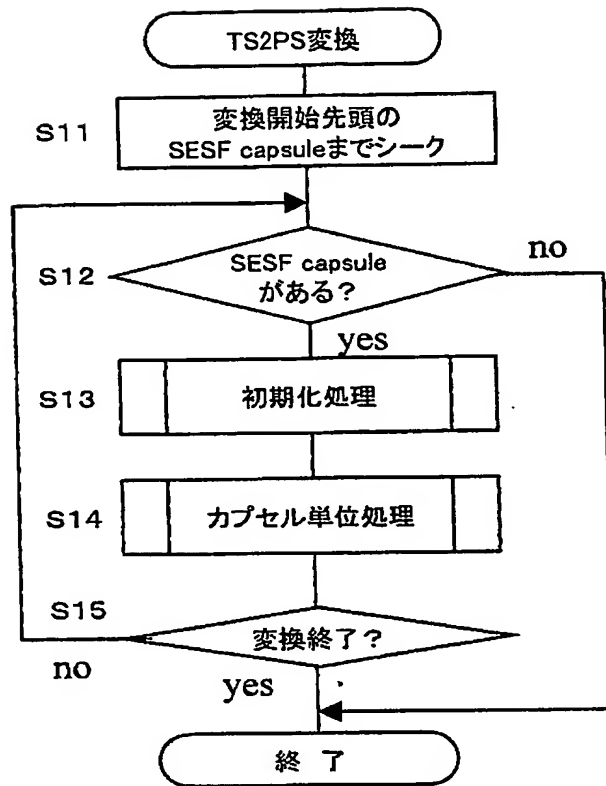 TS2PS変換
S11
変換開始先頭の
SESF capsuleまでシーク
S12
SESF capsule
がある?
no
yes
S13
初期化処理
S14
カプセル単位処理
S15
変換終了?
no
yes
終 了